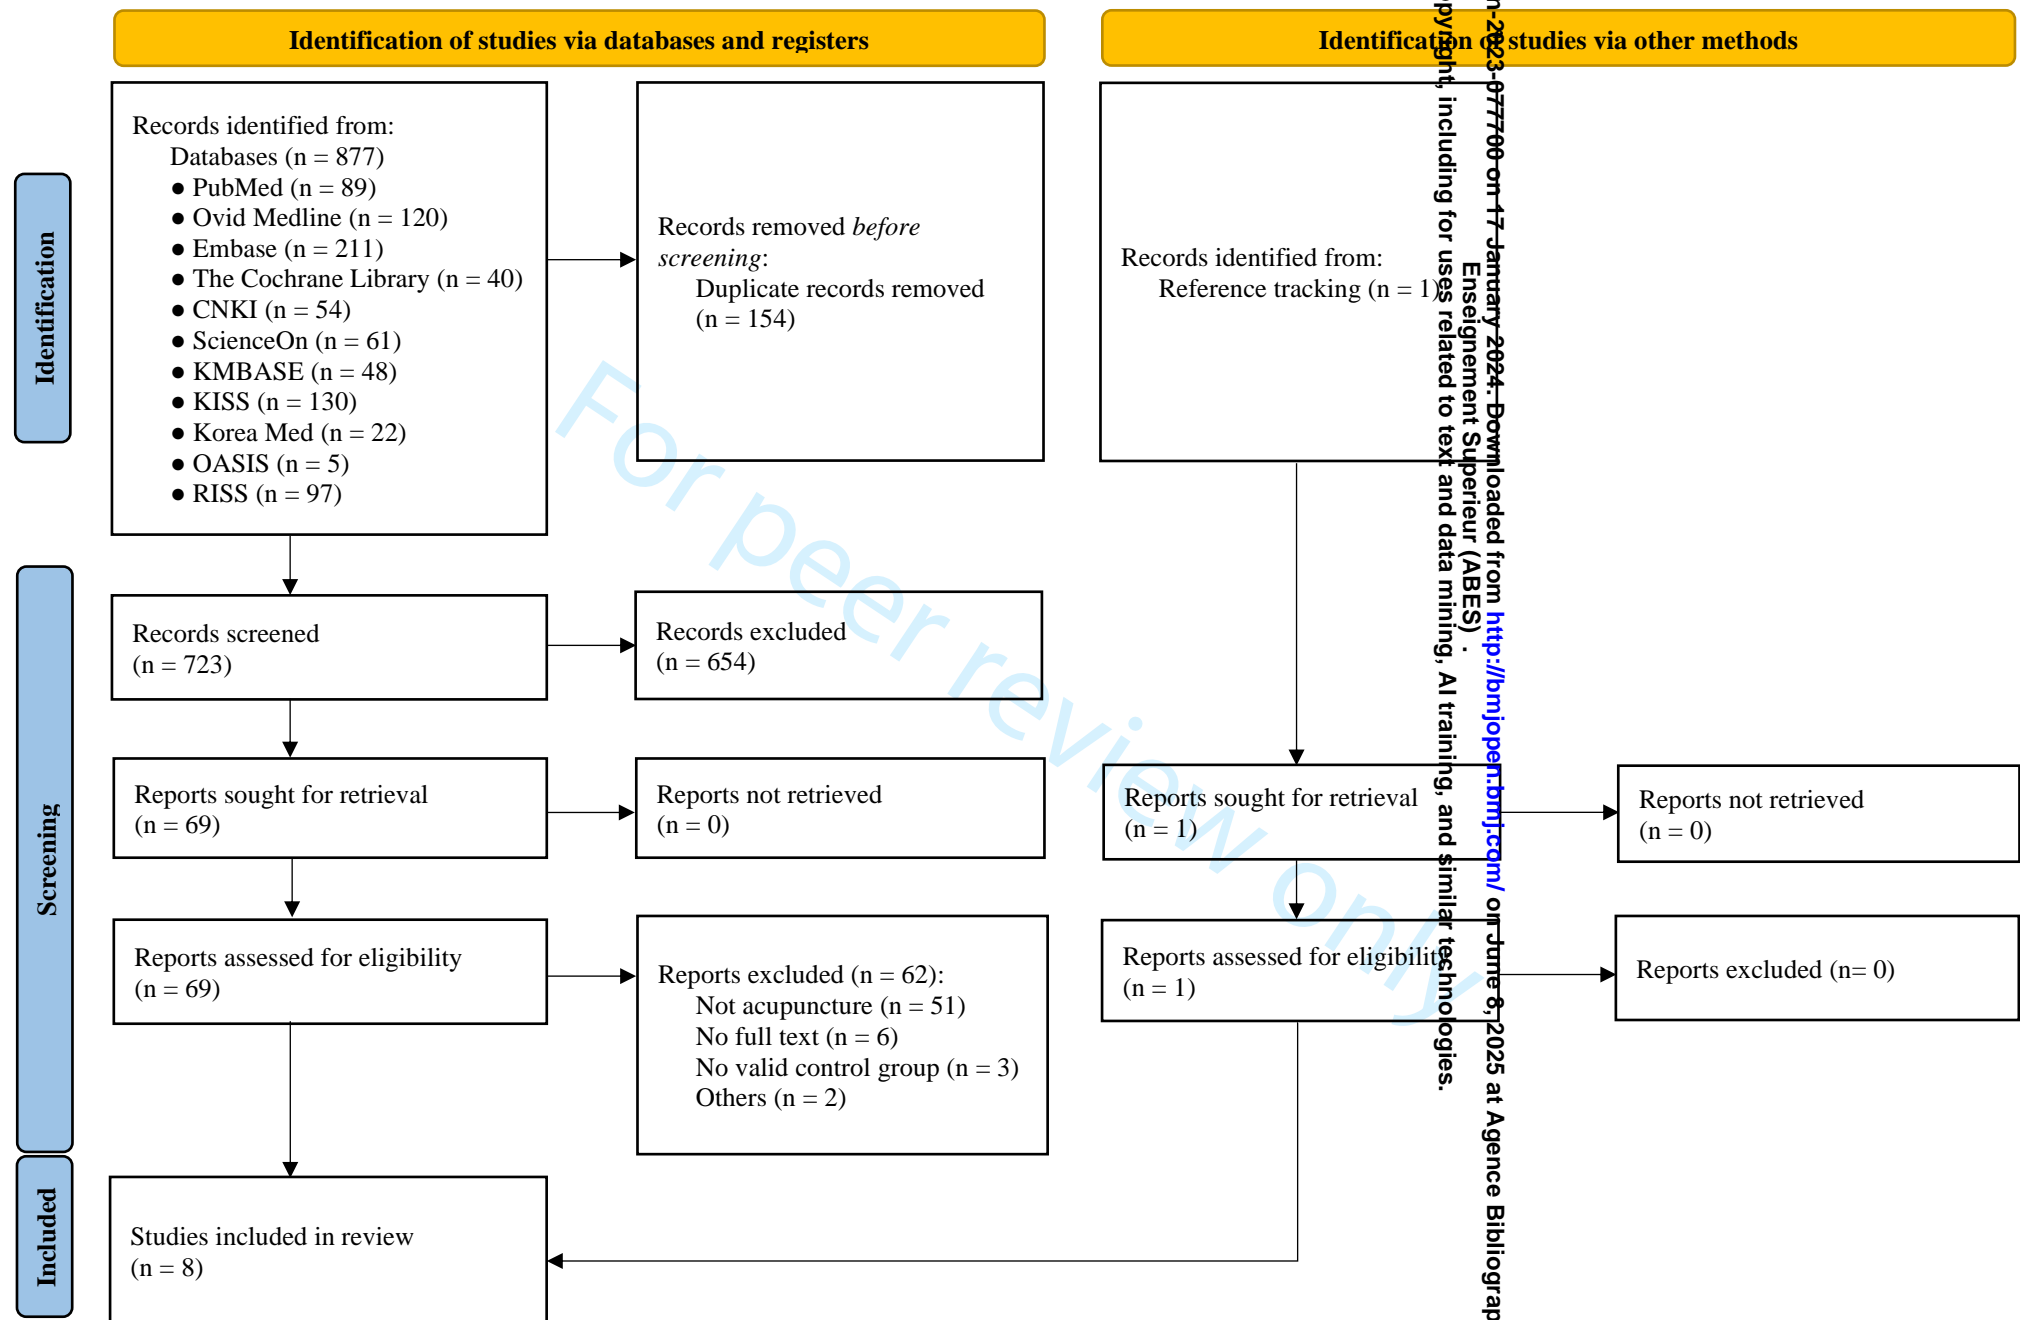 Identification of studies via databases and registers
Identification of studies via other methods
Identification
Records identified from:
Databases (n = 877)
● PubMed (n = 89)
● Ovid Medline (n = 120)
● Embase (n = 211)
● The Cochrane Library (n = 40)
● CNKI (n = 54)
● ScienceOn (n = 61)
● KMBASE (n = 48)
● KISS (n = 130)
● Korea Med (n = 22)
● OASIS (n = 5)
● RISS (n = 97)
Records removed before
screening:
Duplicate records removed
(n = 154)
Records identified from:
Reference tracking (n = 1)
Screening
Records screened
(n = 723)
Records excluded
(n = 654)
Reports sought for retrieval
(n = 69)
Reports not retrieved
(n = 0)
Reports sought for retrieval
(n = 1)
Reports not retrieved
(n = 0)
Reports assessed for eligibility
(n = 69)
Reports excluded (n = 62):
Not acupuncture (n = 51)
No full text (n = 6)
No valid control group (n = 3)
Others (n = 2)
Reports assessed for eligibility
(n = 1)
Reports excluded (n= 0)
Included
Studies included in review
(n = 8)
For peer review only
n-2023-077700 on 17 January 2024. Downloaded from http://bmjopen.bmj.com/ on June 8, 2025 at Agence Bibliograp
Enseignement Superieur (ABES) .
pyright, including for uses related to text and data mining, AI training, and similar technologies.